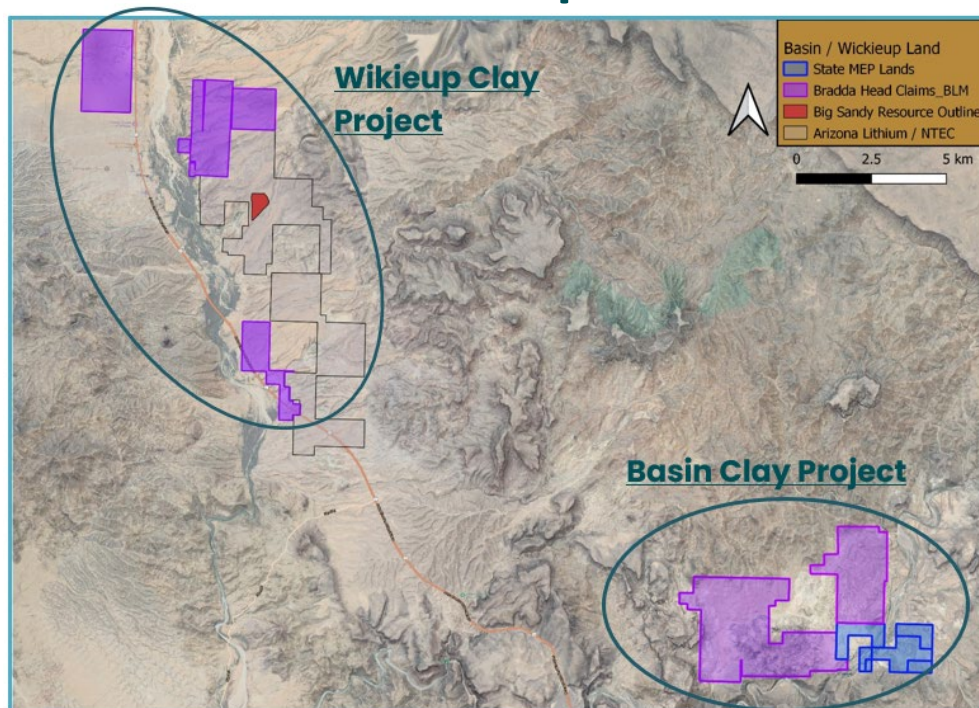 Wikieup Clay
Project
Basin / Wickieup Land
State MEP Lands
Bradda Head Claims_BLM
Big Sandy Resource Outline
Arizona Lithium / NTEC
0 2.5 5 km
Basin Clay Project